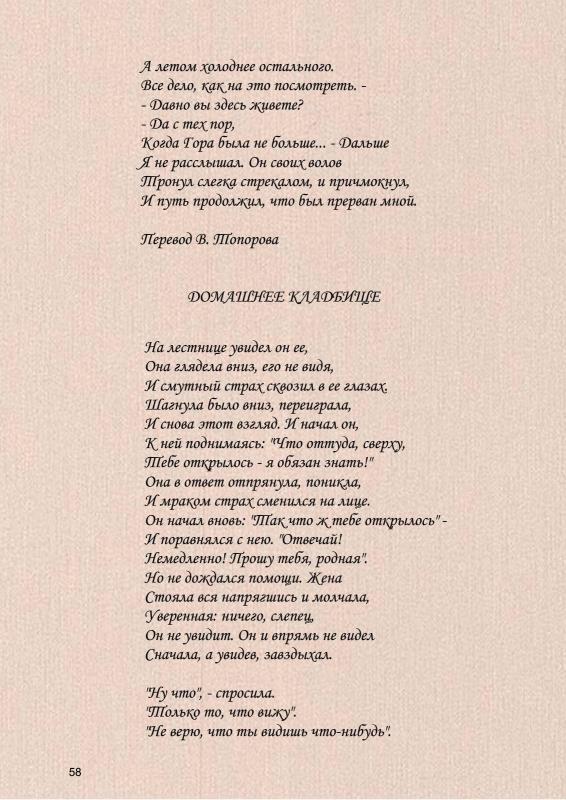 А летом холоднее остального.
Все дело, как на это посмотреть. -
- Давно вы здесь живете?
- Да с тех пор,
Когда Гора была не больше... - Дальше
Я не расслышал. Он своих волов
Тронул слегка стрекалом, и причмокнул,
И путь продолжил, что был прерван мной.
Перевод В. Топорова
ДОМАШНЕЕ КЛАДБИЩЕ
На лестнице увидел он ее,
Она глядела вниз, его не видя,
И смутный страх сквозил в ее глазах.
Шагнула было вниз, переиграла,
И снова этот взгляд. И начал он,
К ней поднимаясь: "Что оттуда, сверху,
Тебе открылось - я обязан знать!"
Она в ответ отпрянула, поникла,
И мраком страх сменился на лице.
Он начал вновь: "Так что ж тебе открылось" -
И поравнялся с нею. "Отвечай!
Немедленно! Прошу тебя, родная".
Но не дождался помощи. Жена
Стояла вся напрягшись и молчала,
Уверенная: ничего, слепец,
Он не увидит. Он и впрямь не видел
Сначала, а увидев, завздыхал.
"Ну что", - спросила.
"Только то, что вижу".
"Не верю, что ты видишь что-нибудь".
58